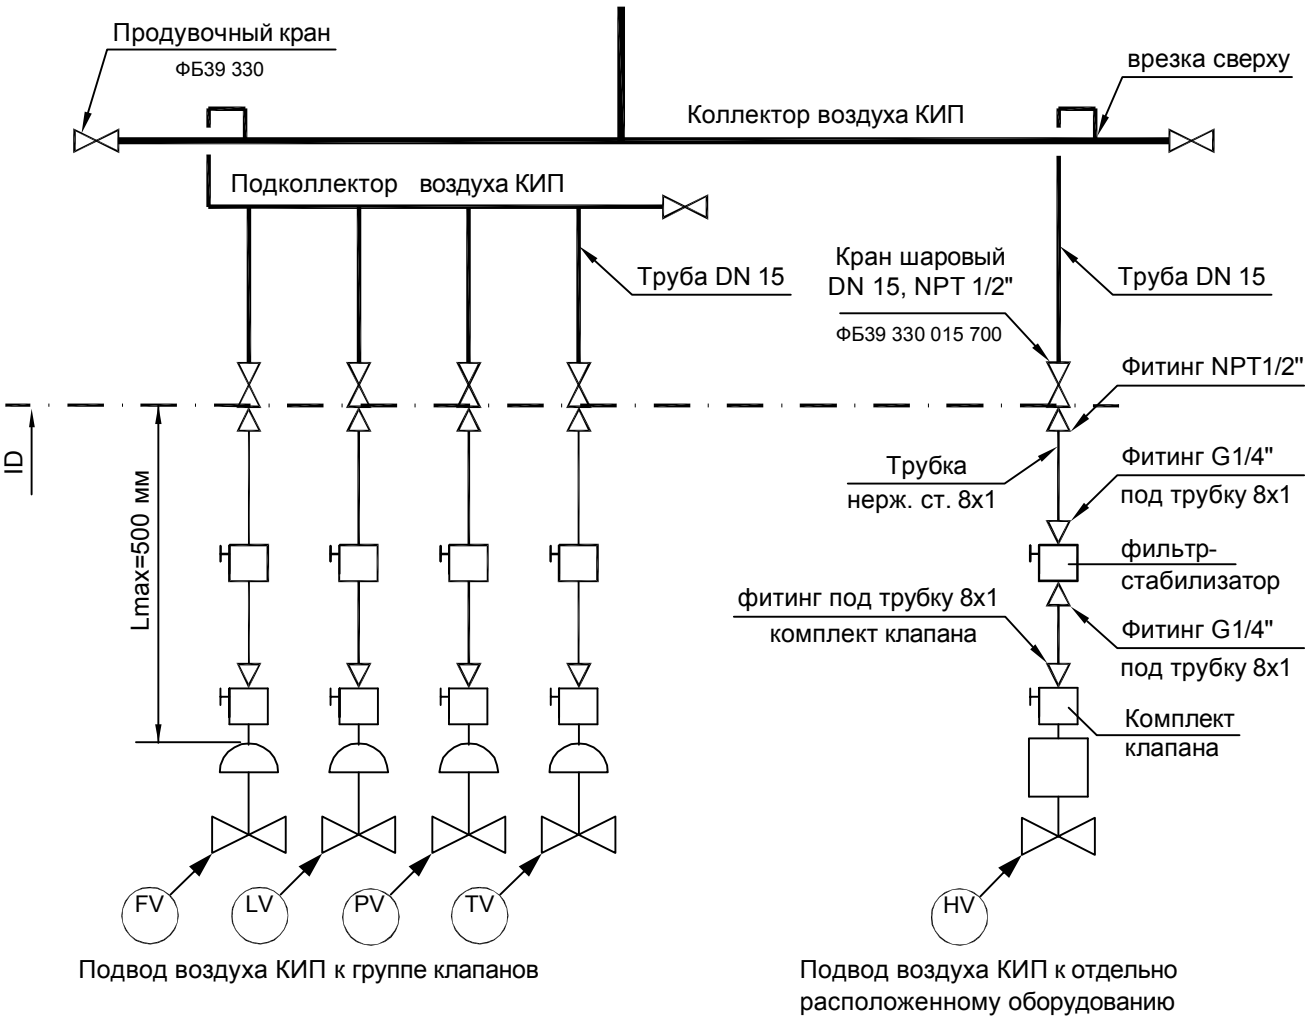 Продувочный кран
ФБ39 330
врезка сверху
Коллектор воздуха КИП
Подколлектор воздуха КИП
Труба DN 15
Кран шаровый
DN 15, NPT 1/2"
ФБ39 330 015 700
Труба DN 15
Фитинг NPT1/2"
ID
Lmax=500 мм
Трубка
нерж. ст. 8х1
Фитинг G1/4"
под трубку 8х1
фильтр-
стабилизатор
фитинг под трубку 8х1
комплект клапана
Фитинг G1/4"
под трубку 8х1
Комплект
клапана
FV
LV
PV
TV
HV
Подвод воздуха КИП к группе клапанов
Подвод воздуха КИП к отдельно
расположенному оборудованию